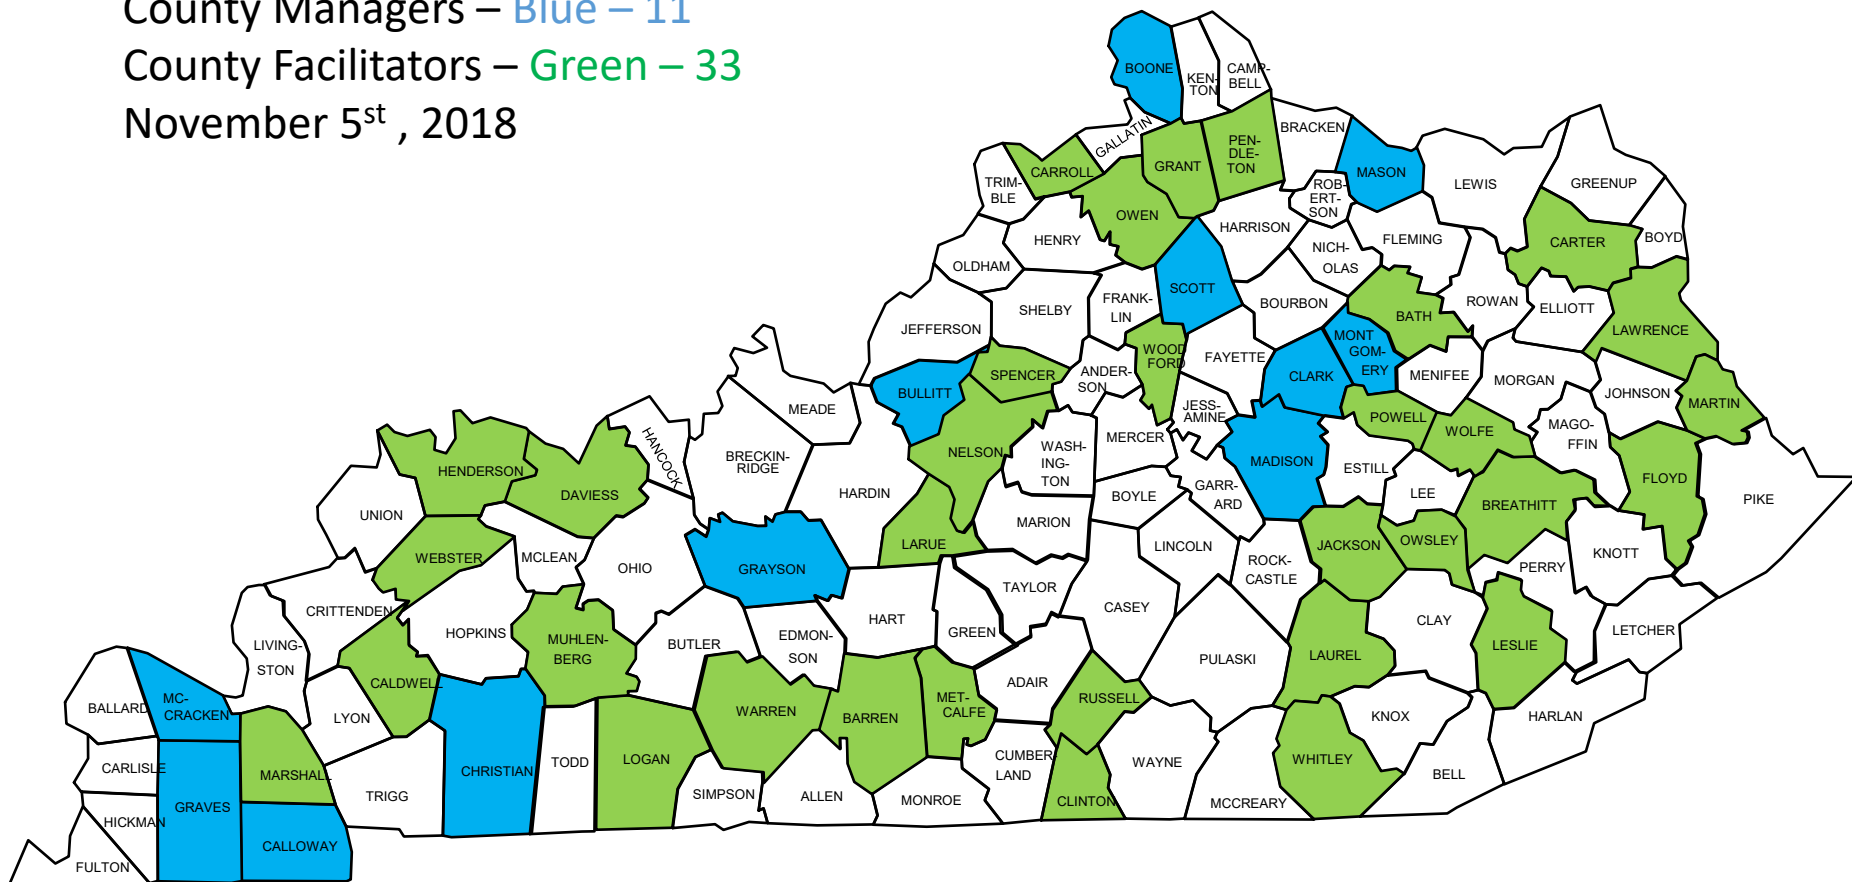 County Managers – Blue – 11
County Facilitators – Green – 33
November 5st , 2018
BOONE
KEN-
TON
CAMP-
BELL
GALLATIN
BRACKEN
PEN-
DLE-
TON
GRANT
CARROLL
TRIM-
BLE
MASON
ROB-
ERT-
SON
LEWIS
GREENUP
OWEN
HARRISON
HENRY
FLEMING
CARTER
BOYD
NICH-
OLAS
OLDHAM
SCOTT
BOURBON
FRANK-
LIN
SHELBY
ROWAN
ELLIOTT
BATH
LAWRENCE
JEFFERSON
MONT
GOM-
ERY
WOOD
FORD
FAYETTE
ANDER-
SON
SPENCER
CLARK
MENIFEE
MORGAN
JOHNSON
MARTIN
BULLITT
MEADE
JESS-
AMINE
POWELL
WOLFE
MAGO-
FFIN
MERCER
WASH-
ING-
TON
NELSON
HANCOCK
BRECKIN-
RIDGE
MADISON
ESTILL
HENDERSON
DAVIESS
HARDIN
BOYLE
GARR-
ARD
LEE
BREATHITT
FLOYD
PIKE
UNION
MARION
LARUE
LINCOLN
JACKSON
OWSLEY
KNOTT
WEBSTER
MCLEAN
OHIO
GRAYSON
ROCK-
CASTLE
PERRY
TAYLOR
CASEY
CRITTENDEN
HOPKINS
HART
GREEN
CLAY
LETCHER
LIVING-
STON
MUHLEN-
BERG
BUTLER
EDMON-
SON
PULASKI
LAUREL
LESLIE
CALDWELL
ADAIR
RUSSELL
BALLARD
MC-
CRACKEN
LYON
WARREN
BARREN
MET-
CALFE
KNOX
HARLAN
CARLISLE
MARSHALL
CHRISTIAN
TODD
LOGAN
CUMBER-
LAND
WAYNE
WHITLEY
BELL
GRAVES
TRIGG
SIMPSON
ALLEN
MONROE
CLINTON
MCCREARY
HICKMAN
CALLOWAY
FULTON